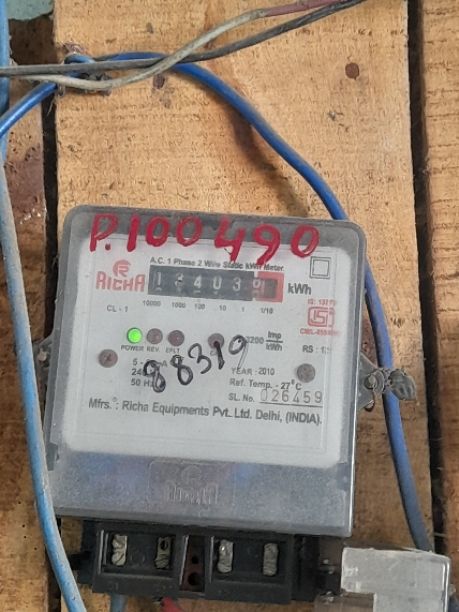 P.100490
A.C. 1 Phase 2 Wire Static kWh Meter
RICHA
kWh
CL - 1
10000 1000 100 10 1 1/10
3200 Imp/kWh
POWER REV. EPLT
88319
50 Hz
YEAR : 2010
Ref. Temp. - 27°C
SL. No. 026459
Mfrs.: Richa Equipments Pvt. Ltd. Delhi, (INDIA).
RICHA